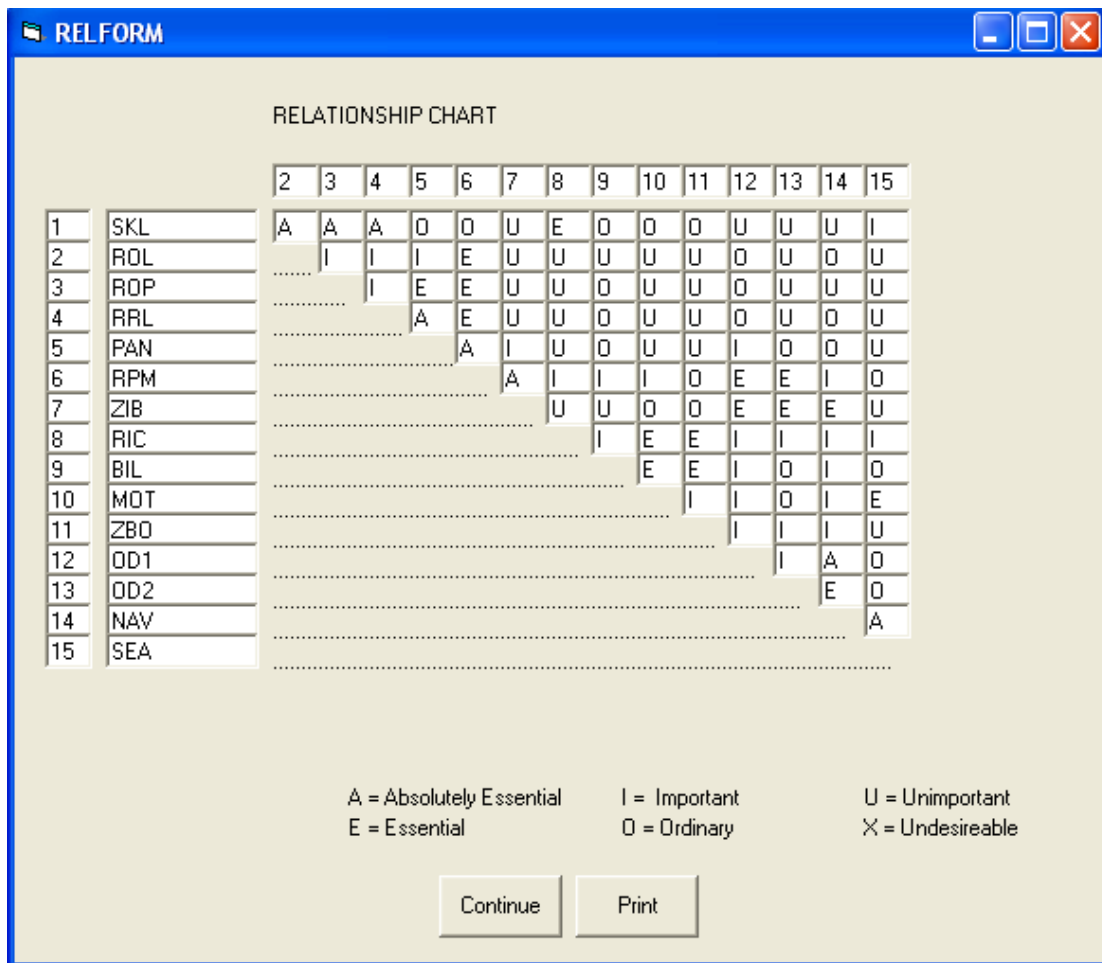 RELFORM
RELATIONSHIP CHART
2 3 4 5 6 7 8 9 10 11 12 13 14 15
1 SKL A A A O O U E O O O U U U I
2 ROL I I I E U U U U U O U O U
3 ROP I E E U U O U U O U U U
4 RRL A E U U O U U O U O U
5 PAN A I U O U U I O O U
6 RPM A I I I O E E I O
7 ZIB U U O O E E E U
8 RIC I E E I I I I
9 BIL E E I O I O
10 MOT I I O I E
11 ZBO I I I U
12 OD1 I A O
13 OD2 E O
14 NAV A
15 SEA
A = Absolutely Essential I = Important U = Unimportant
E = Essential O = Ordinary X = Undesireable
Continue Print